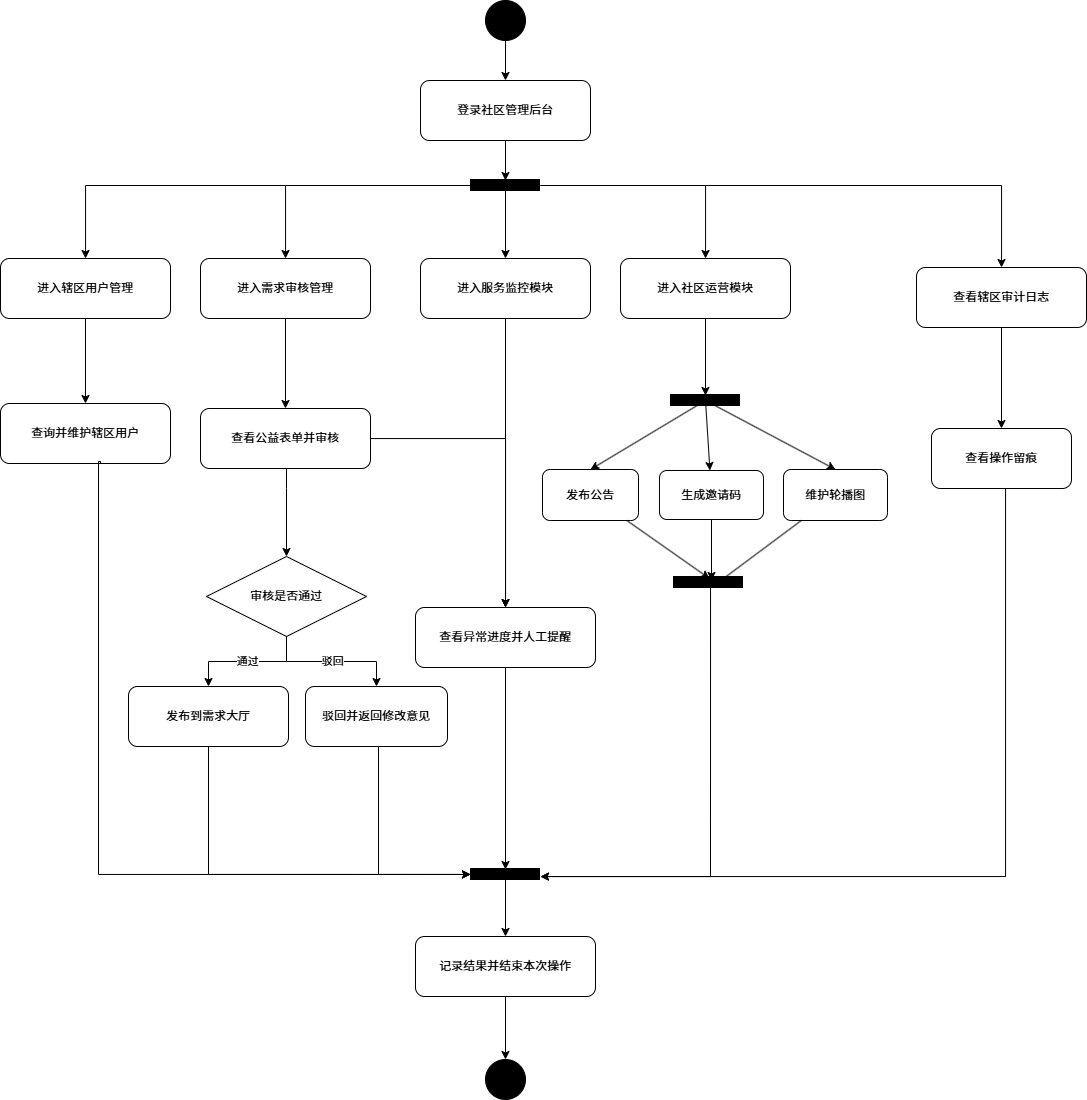 登录社区管理后台
进入辖区用户管理
进入需求审核管理
进入服务监控模块
进入社区运营模块
查看辖区审计日志
查询并维护辖区用户
查看公益表单并审核
查看操作留痕
发布公告
生成邀请码
维护轮播图
审核是否通过
查看异常进度并人工提醒
通过
驳回
发布到需求大厅
驳回并返回修改意见
记录结果并结束本次操作